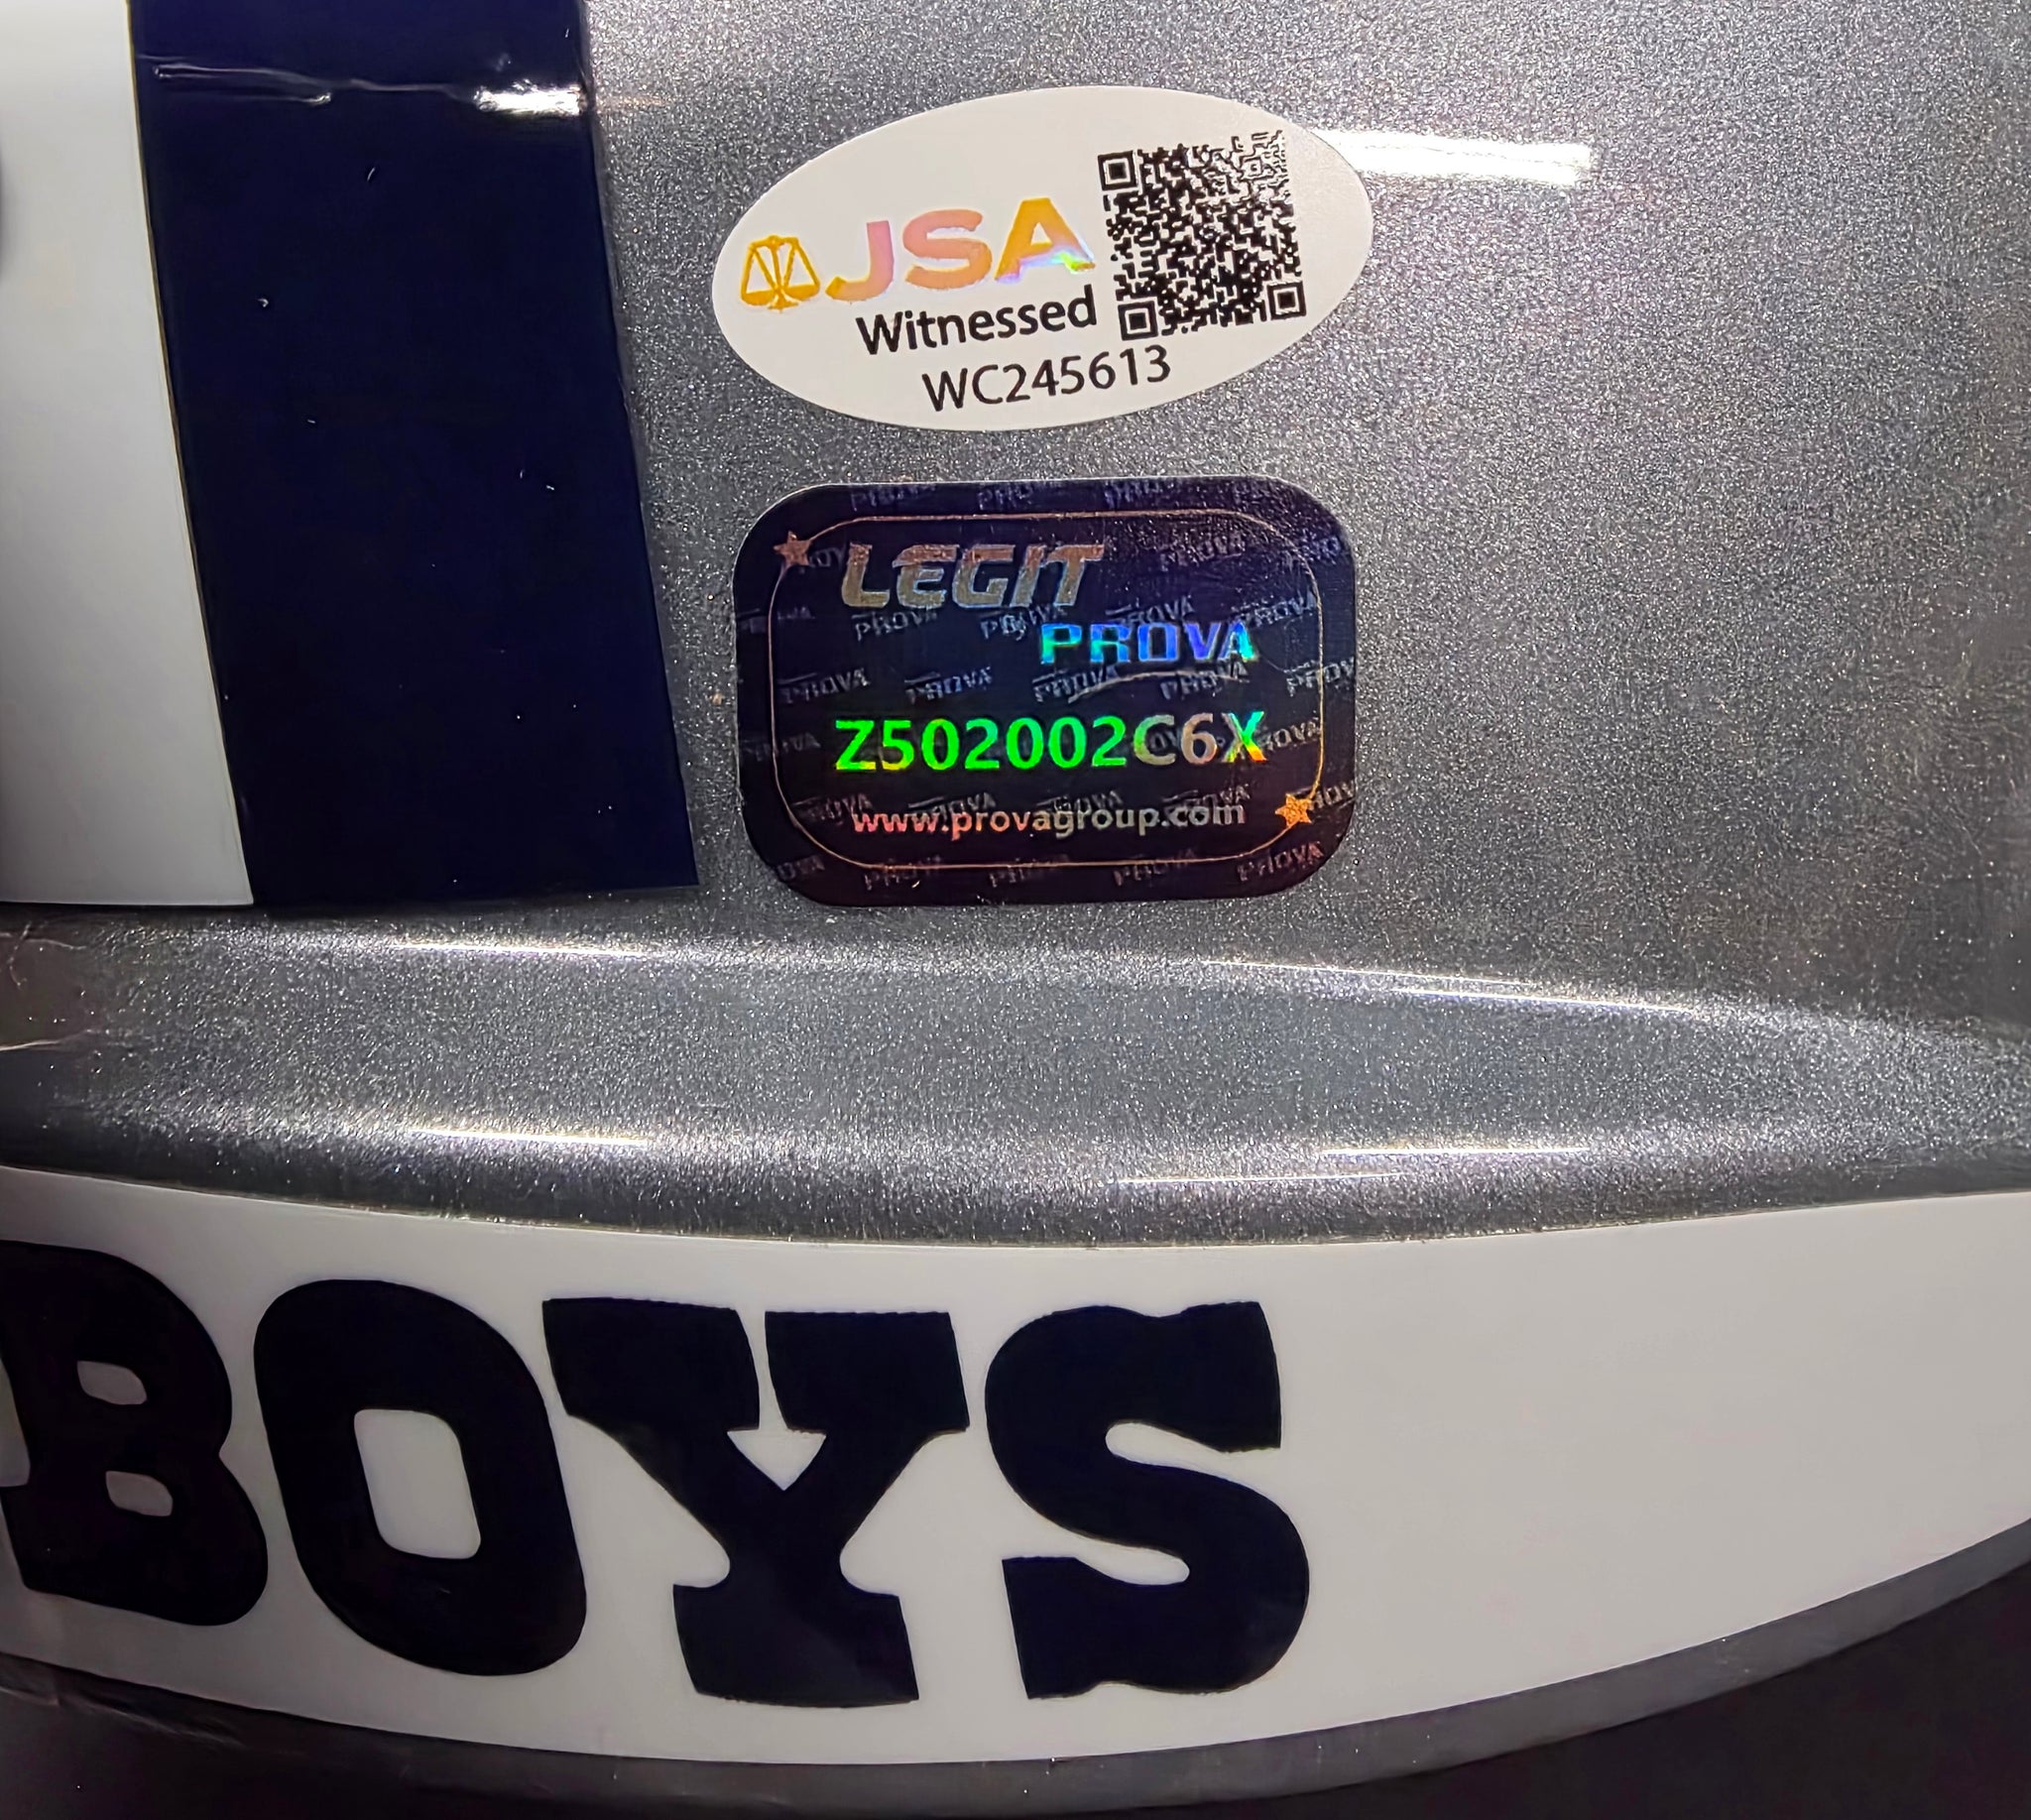 JSA
Witnessed
WC245613
LEGIT
PROVA
Z502002C6X
www.provagroup.com
BOYS